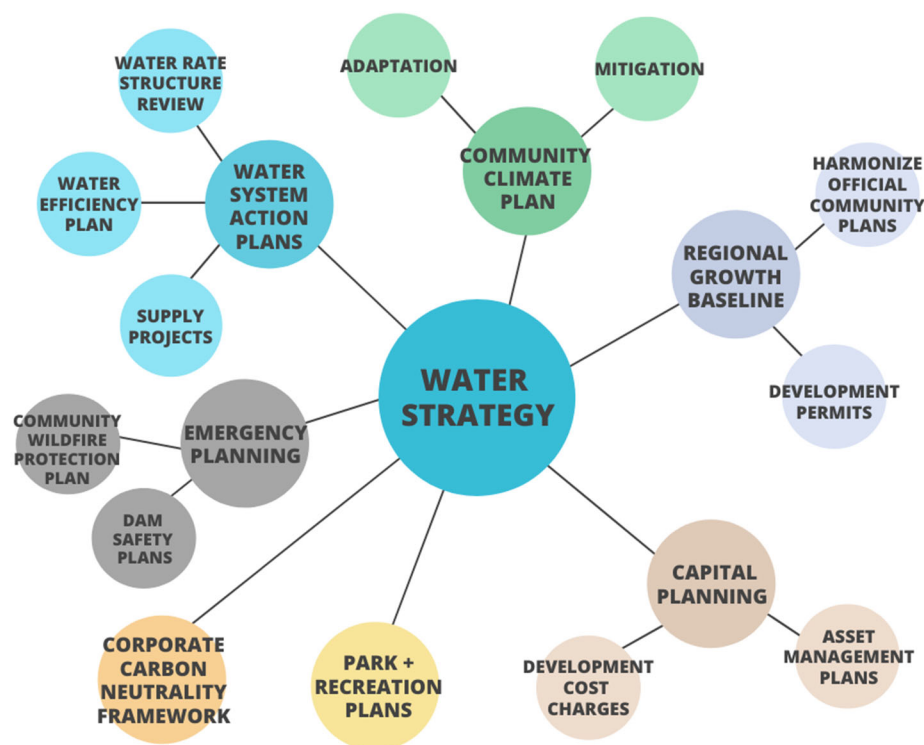 WATER RATE
STRUCTURE
REVIEW
ADAPTATION
MITIGATION
WATER
EFFICIENCY
PLAN
WATER
SYSTEM
ACTION
PLANS
COMMUNITY
CLIMATE
PLAN
HARMONIZE
OFFICIAL
COMMUNITY
PLANS
REGIONAL
GROWTH
BASELINE
SUPPLY
PROJECTS
WATER
STRATEGY
DEVELOPMENT
PERMITS
COMMUNITY
WILDFIRE
PROTECTION
PLAN
EMERGENCY
PLANNING
DAM
SAFETY
PLANS
CAPITAL
PLANNING
CORPORATE
CARBON
NEUTRALITY
FRAMEWORK
PARK +
RECREATION
PLANS
DEVELOPMENT
COST
CHARGES
ASSET
MANAGEMENT
PLANS